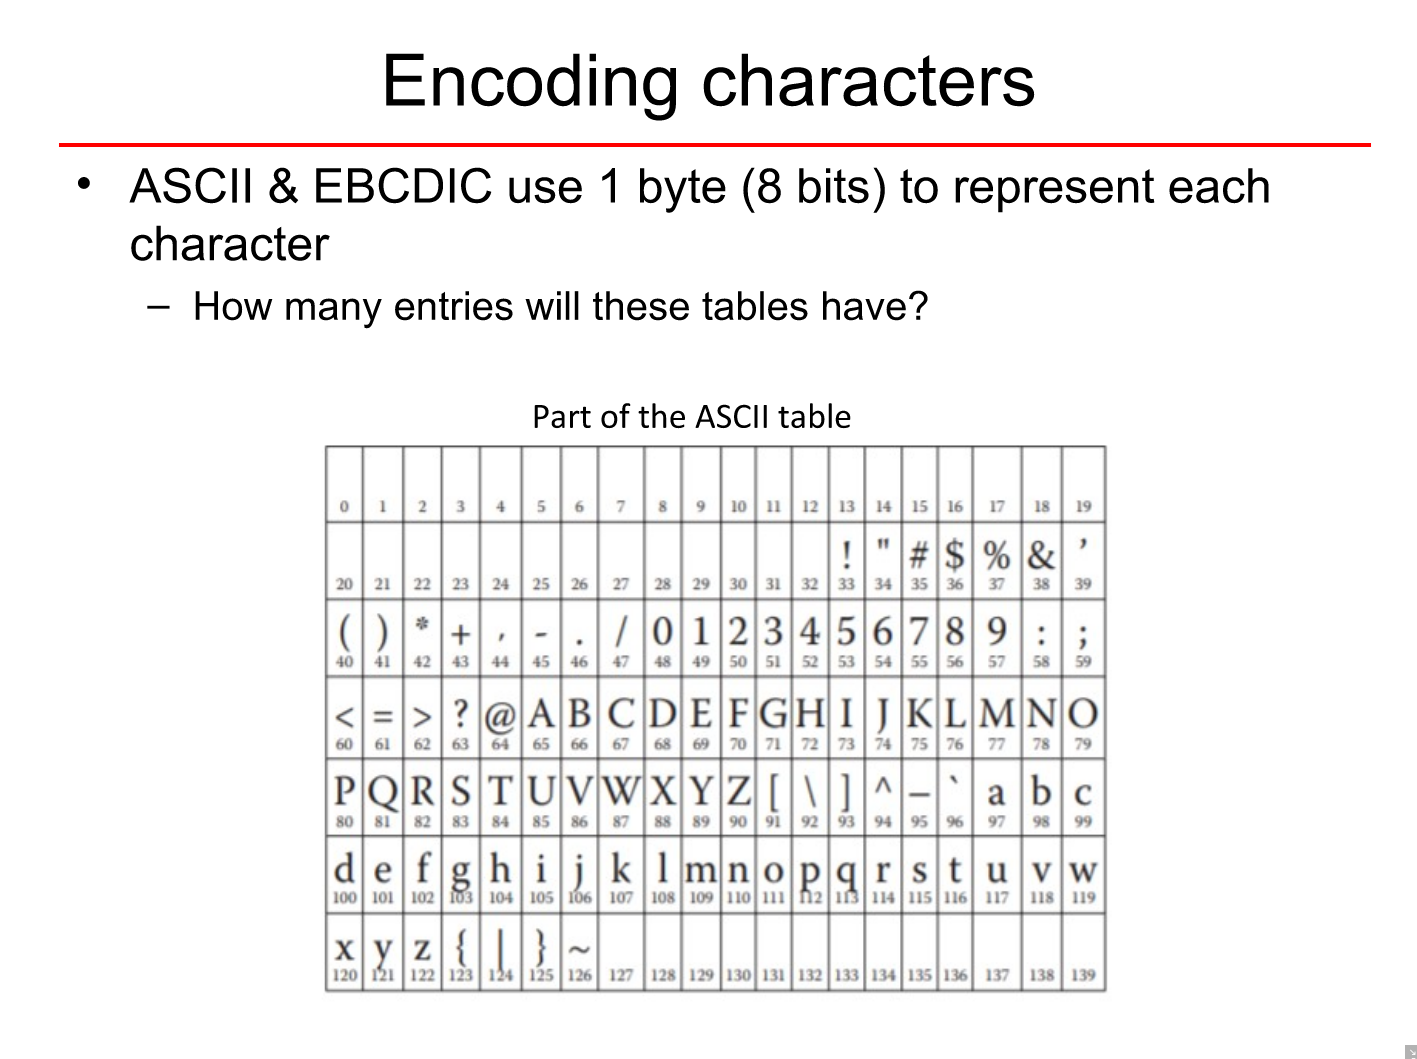 Encoding characters
• ASCII & EBCDIC use 1 byte (8 bits) to represent each
character
– How many entries will these tables have?
Part of the ASCII table
0 1 2 3 4 5 6 7 8 9 10 11 12 13 14 15 16 17 18 19
! " # $ % & ’
20 21 22 23 24 25 26 27 28 29 30 31 32 33 34 35 36 37 38 39
( ) * + , - . / 0 1 2 3 4 5 6 7 8 9 : ;
40 41 42 43 44 45 46 47 48 49 50 51 52 53 54 55 56 57 58 59
< = > ? @ A B C D E F G H I J K L M N O
60 61 62 63 64 65 66 67 68 69 70 71 72 73 74 75 76 77 78 79
P Q R S T U V W X Y Z [ \ ] ^ – ` a b c
80 81 82 83 84 85 86 87 88 89 90 91 92 93 94 95 96 97 98 99
d e f g h i j k l m n o p q r s t u v w
100 101 102 103 104 105 106 107 108 109 110 111 112 113 114 115 116 117 118 119
x y z { | } ~
120 121 122 123 124 125 126 127 128 129 130 131 132 133 134 135 136 137 138 139